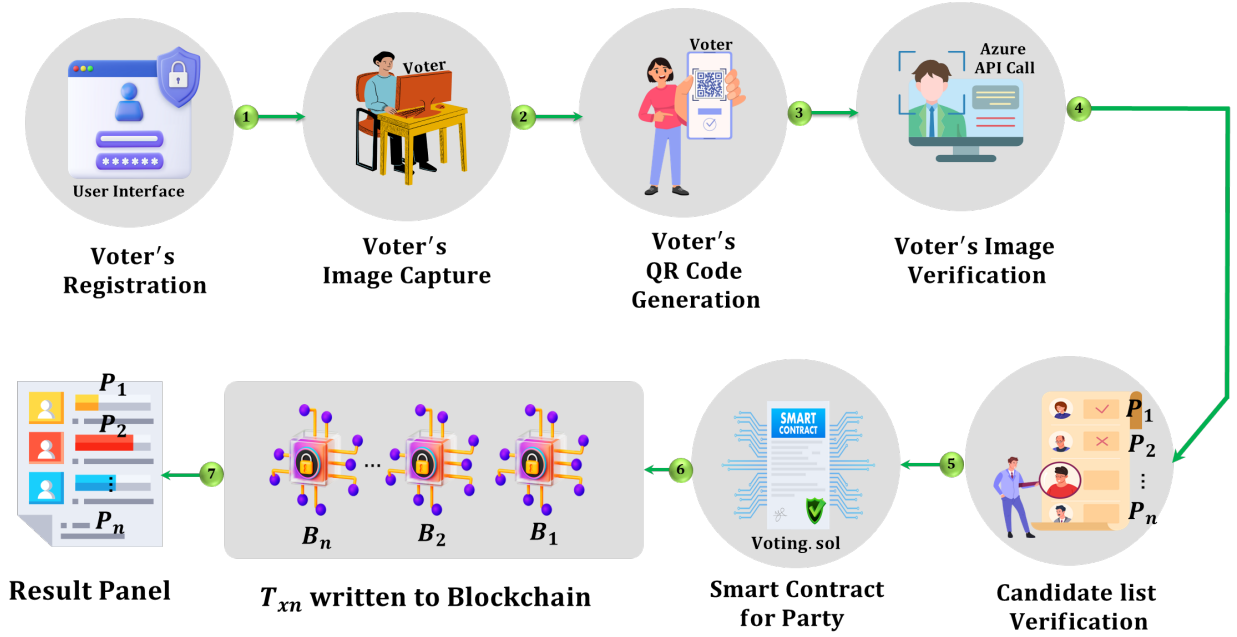 User Interface
******
1
Voter's
Registration
Voter
2
Voter's
Image Capture
Voter
3
Voter's
QR Code
Generation
Azure
API Call
4
Voter's Image
Verification
P₁
P₂
⋮
Pₙ
Candidate list
Verification
5
SMART
CONTRACT
Voting. sol
Smart Contract
for Party
6
Bₙ ... B₂ B₁
Tₓₙ written to Blockchain
7
P₁
P₂
⋮
Pₙ
Result Panel